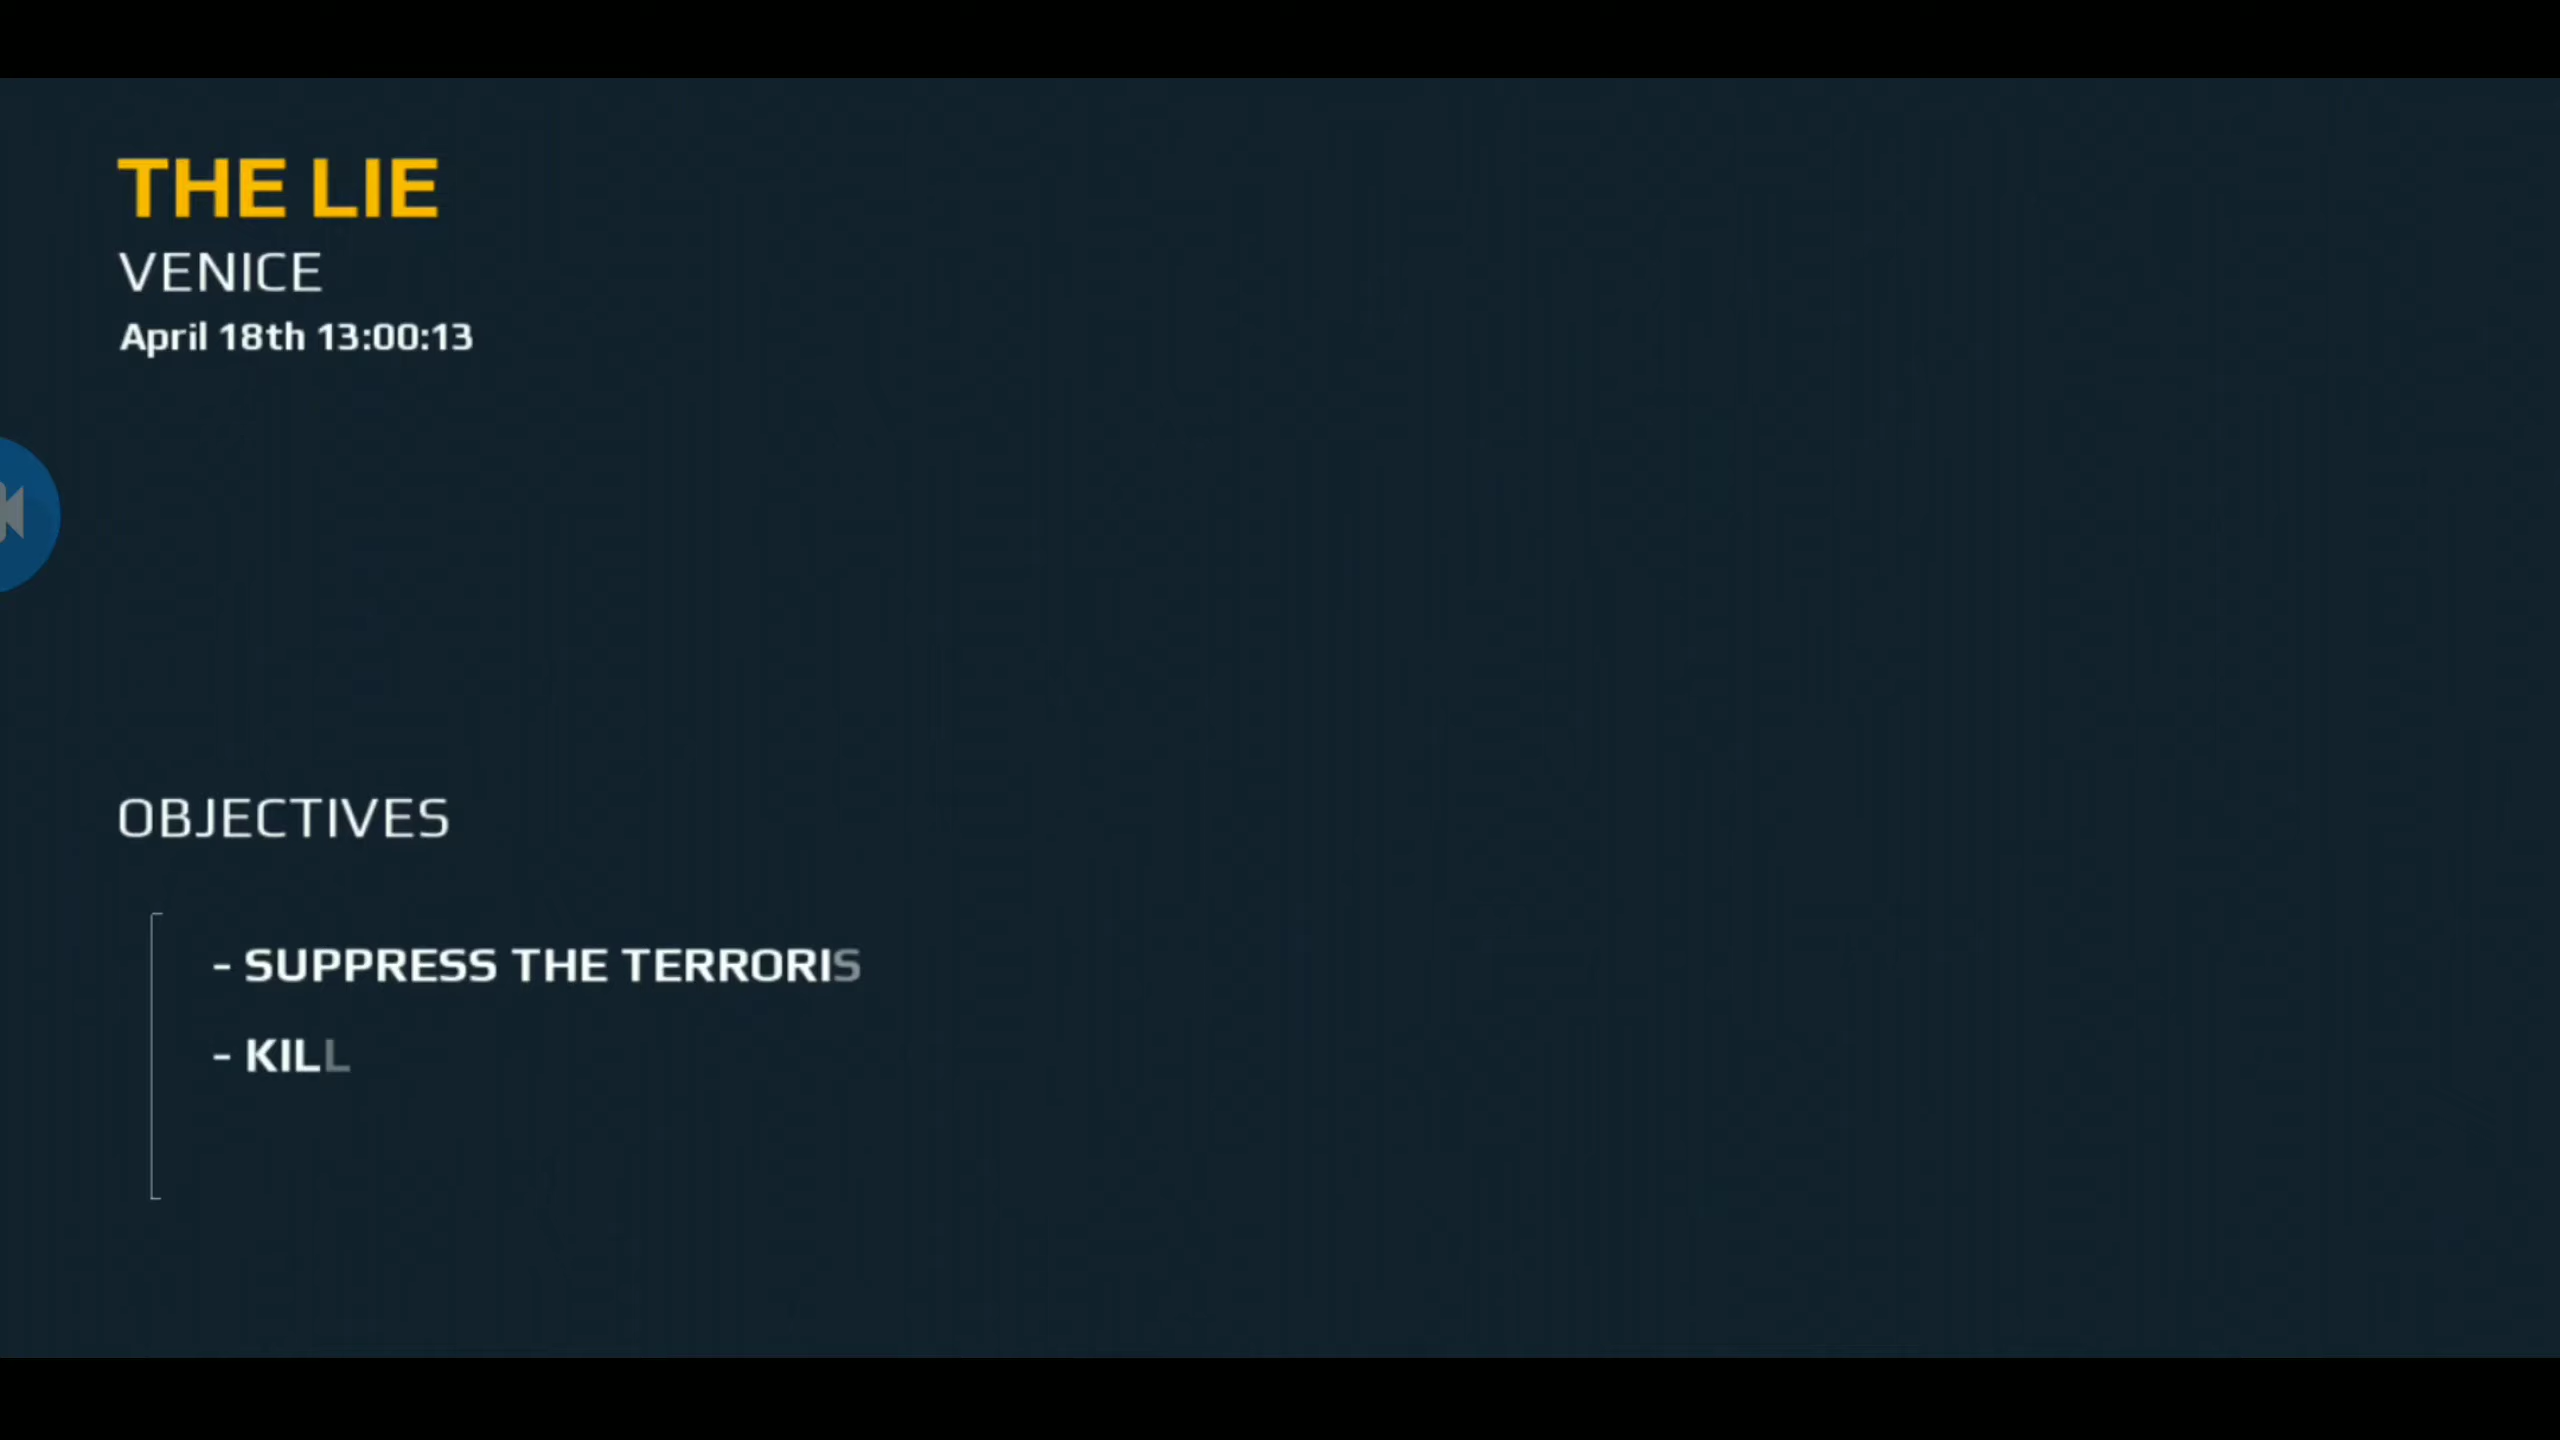 THE LIE
VENICE
April 18th 13:00:13
OBJECTIVES
- SUPPRESS THE TERRORIS
- KILL